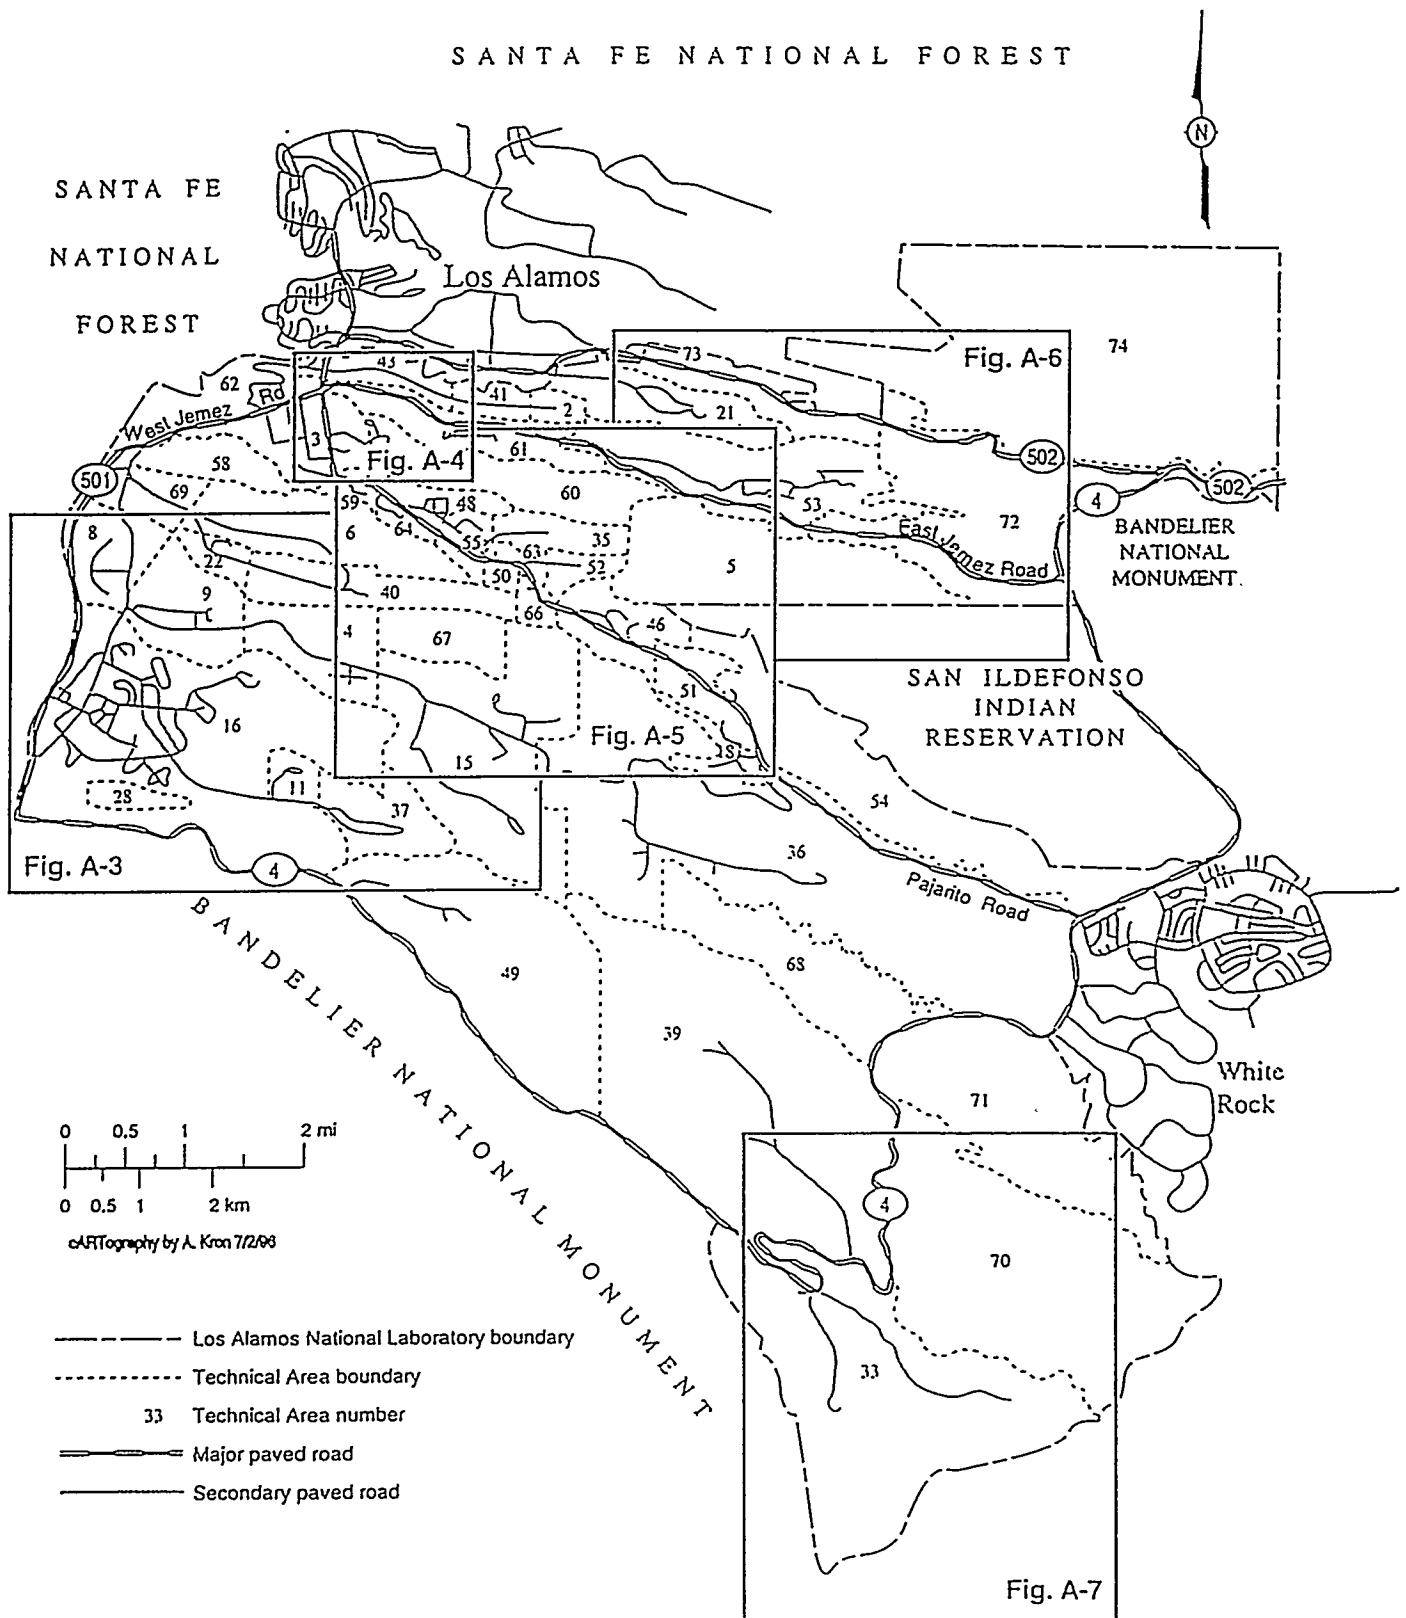 SANTA FE NATIONAL FOREST
N
SANTA FE
NATIONAL
FOREST
Los Alamos
74
73
Fig. A-6
43
62
West Jemez Rd
41
2
21
3
Fig. A-4
61
502
58
501
69
60
59
48
53
4
502
72
BANDELIER
NATIONAL
MONUMENT.
8
6
64
55
35
East Jemez Road
22
63
52
5
50
9
40
66
4
67
46
SAN ILDEFONSO
INDIAN
RESERVATION
51
16
Fig. A-5
18
15
28
11
37
54
36
Fig. A-3
4
Pajarito Road
BANDELIER NATIONAL MONUMENT
49
68
39
White
Rock
71
0 0.5 1 2 mi
0 0.5 1 2 km
cARTography by A. Kron 7/2/96
4
70
Los Alamos National Laboratory boundary
Technical Area boundary
33 Technical Area number
Major paved road
Secondary paved road
33
Fig. A-7